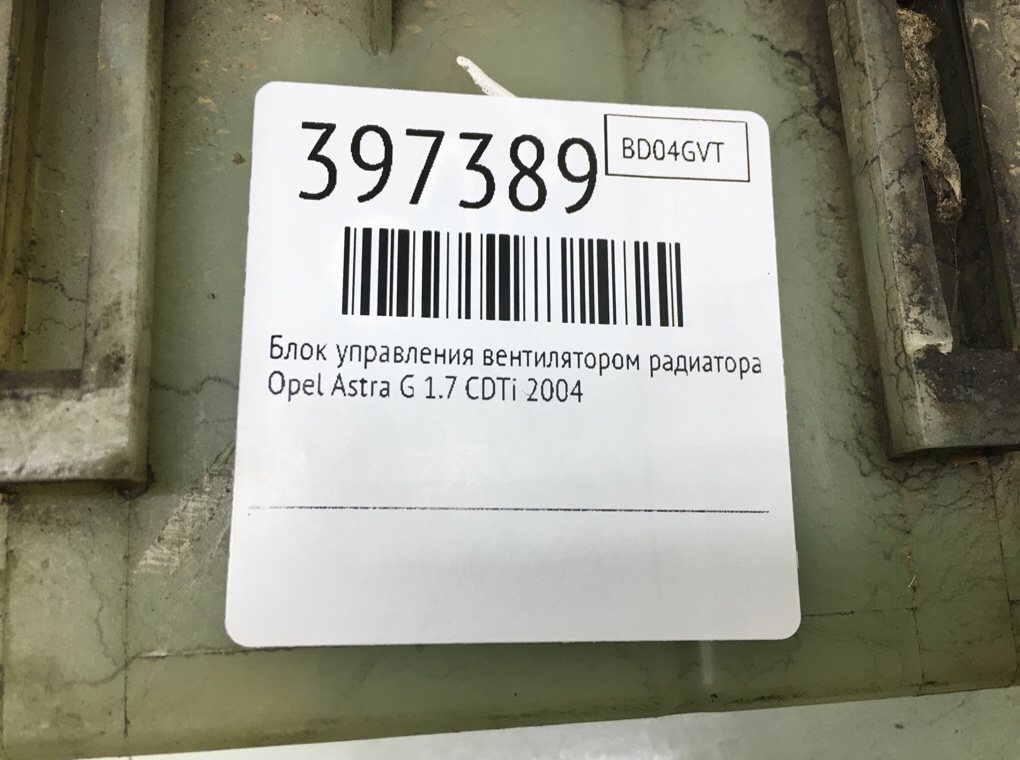 397389
BD04GVT
Блок управления вентилятором радиатора
Opel Astra G 1.7 CDTi 2004